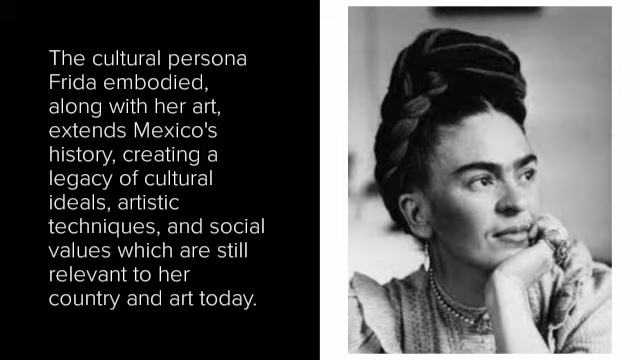 The cultural persona
Frida embodied,
along with her art,
extends Mexico's
history, creating a
legacy of cultural
ideals, artistic
techniques, and social
values which are still
relevant to her
country and art today.